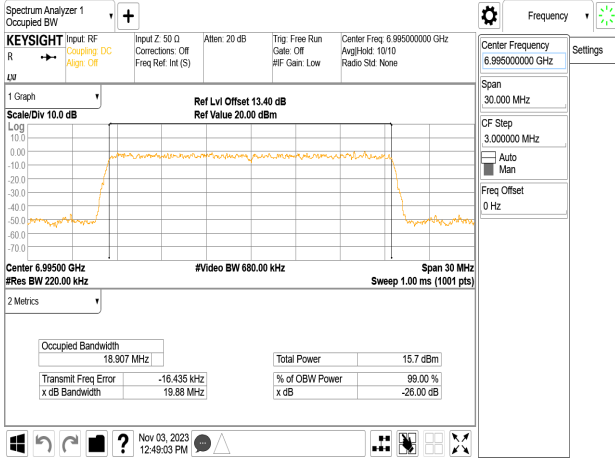 Spectrum Analyzer 1
Occupied BW
Frequency
KEYSIGHT
R
LXI
Input: RF
Coupling: DC
Align: Off
Input Z: 50 Ω
Corrections: Off
Freq Ref: Int (S)
Atten: 20 dB
Trig: Free Run
Gate: Off
#IF Gain: Low
Center Freq: 6.995000000 GHz
Avg|Hold: 10/10
Radio Std: None
Center Frequency
6.995000000 GHz
Settings
Span
30.000 MHz
CF Step
3.000000 MHz
Auto
Man
Freq Offset
0 Hz
1 Graph
Scale/Div 10.0 dB
Ref Lvl Offset 13.40 dB
Ref Value 20.00 dBm
Log
10.0
0.00
-10.0
-20.0
-30.0
-40.0
-50.0
-60.0
-70.0
Center 6.99500 GHz
#Video BW 680.00 kHz
Span 30 MHz
#Res BW 220.00 kHz
Sweep 1.00 ms (1001 pts)
2 Metrics
Occupied Bandwidth
18.907 MHz
Total Power 15.7 dBm
Transmit Freq Error -16.435 kHz
% of OBW Power 99.00 %
x dB Bandwidth 19.88 MHz
x dB -26.00 dB
?
Nov 03, 2023
12:49:03 PM